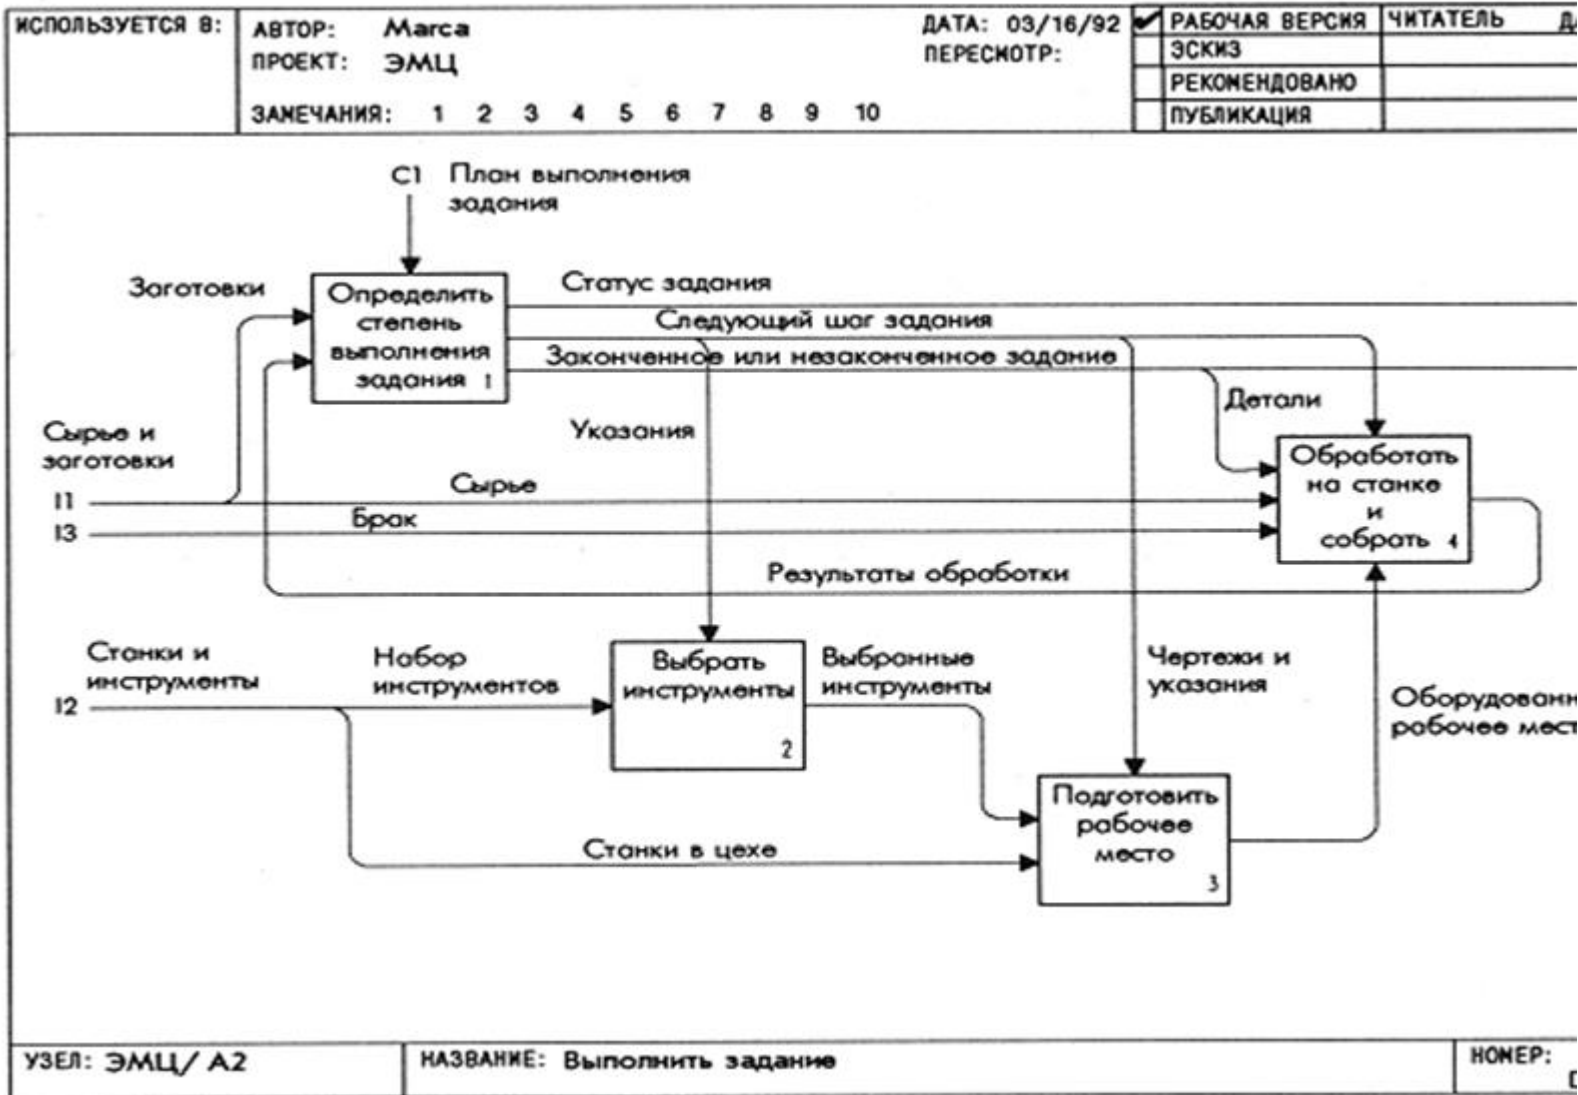 ИСПОЛЬЗУЕТСЯ В:
АВТОР: Marca
ДАТА: 03/16/92
РАБОЧАЯ ВЕРСИЯ
ЧИТАТЕЛЬ
ПРОЕКТ: ЭМЦ
ПЕРЕСМОТР:
ЭСКИЗ
РЕКОМЕНДОВАНО
ЗАМЕЧАНИЯ: 1 2 3 4 5 6 7 8 9 10
ПУБЛИКАЦИЯ
C1 План выполнения
задания
Заготовки
Определить
степень
выполнения
задания 1
Статус задания
Следующий шаг задания
Законченное или незаконченное задание
Детали
Указания
Сырье и
заготовки
I1
Сырье
I3
Брак
Обработать
на станке
и
собрать 4
Результаты обработки
Станки и
инструменты
I2
Набор
инструментов
Выбрать
инструменты
2
Выбранные
инструменты
Чертежи и
указания
рабочее
Подготовить
рабочее
место
3
Станки в цехе
УЗЕЛ: ЭМЦ/ А2
НАЗВАНИЕ: Выполнить задание
НОМЕР: